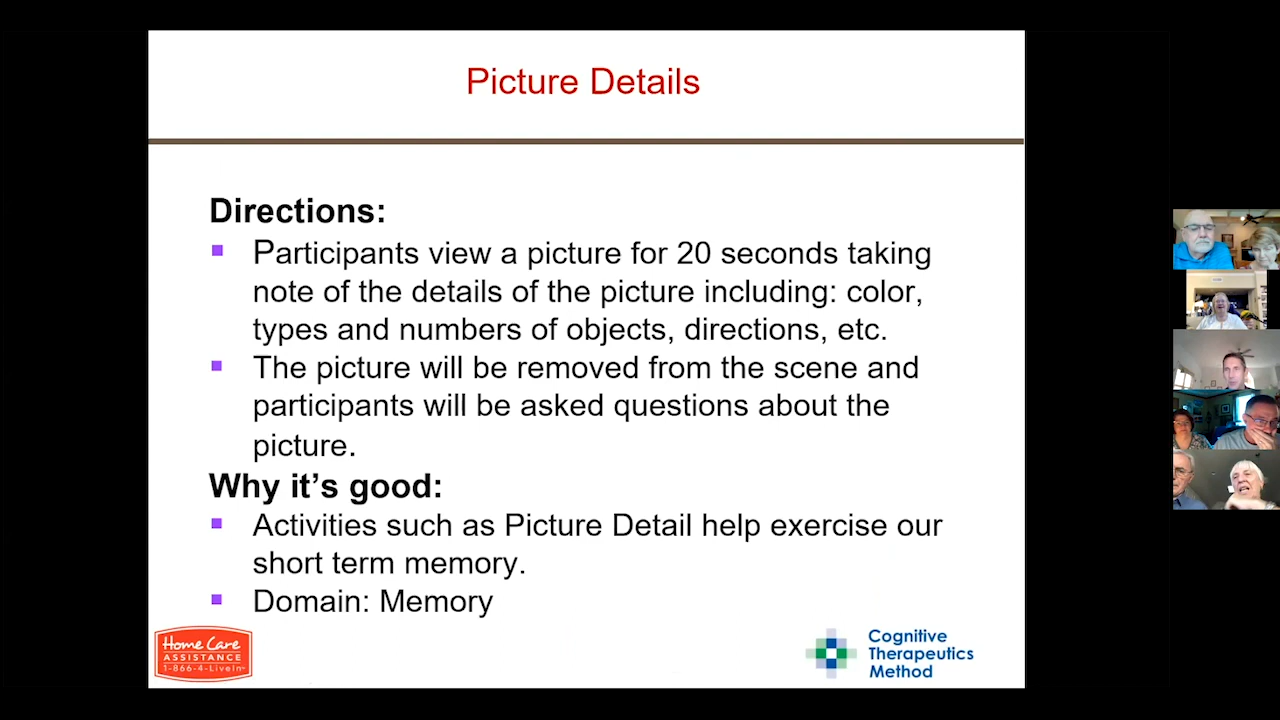 Picture Details
Directions:
Participants view a picture for 20 seconds taking
note of the details of the picture including: color,
types and numbers of objects, directions, etc.
The picture will be removed from the scene and
participants will be asked questions about the
picture.
Why it’s good:
Activities such as Picture Detail help exercise our
short term memory.
Domain: Memory
Home Care
ASSISTANCE
1-866-4-LiveIn
Cognitive
Therapeutics
Method